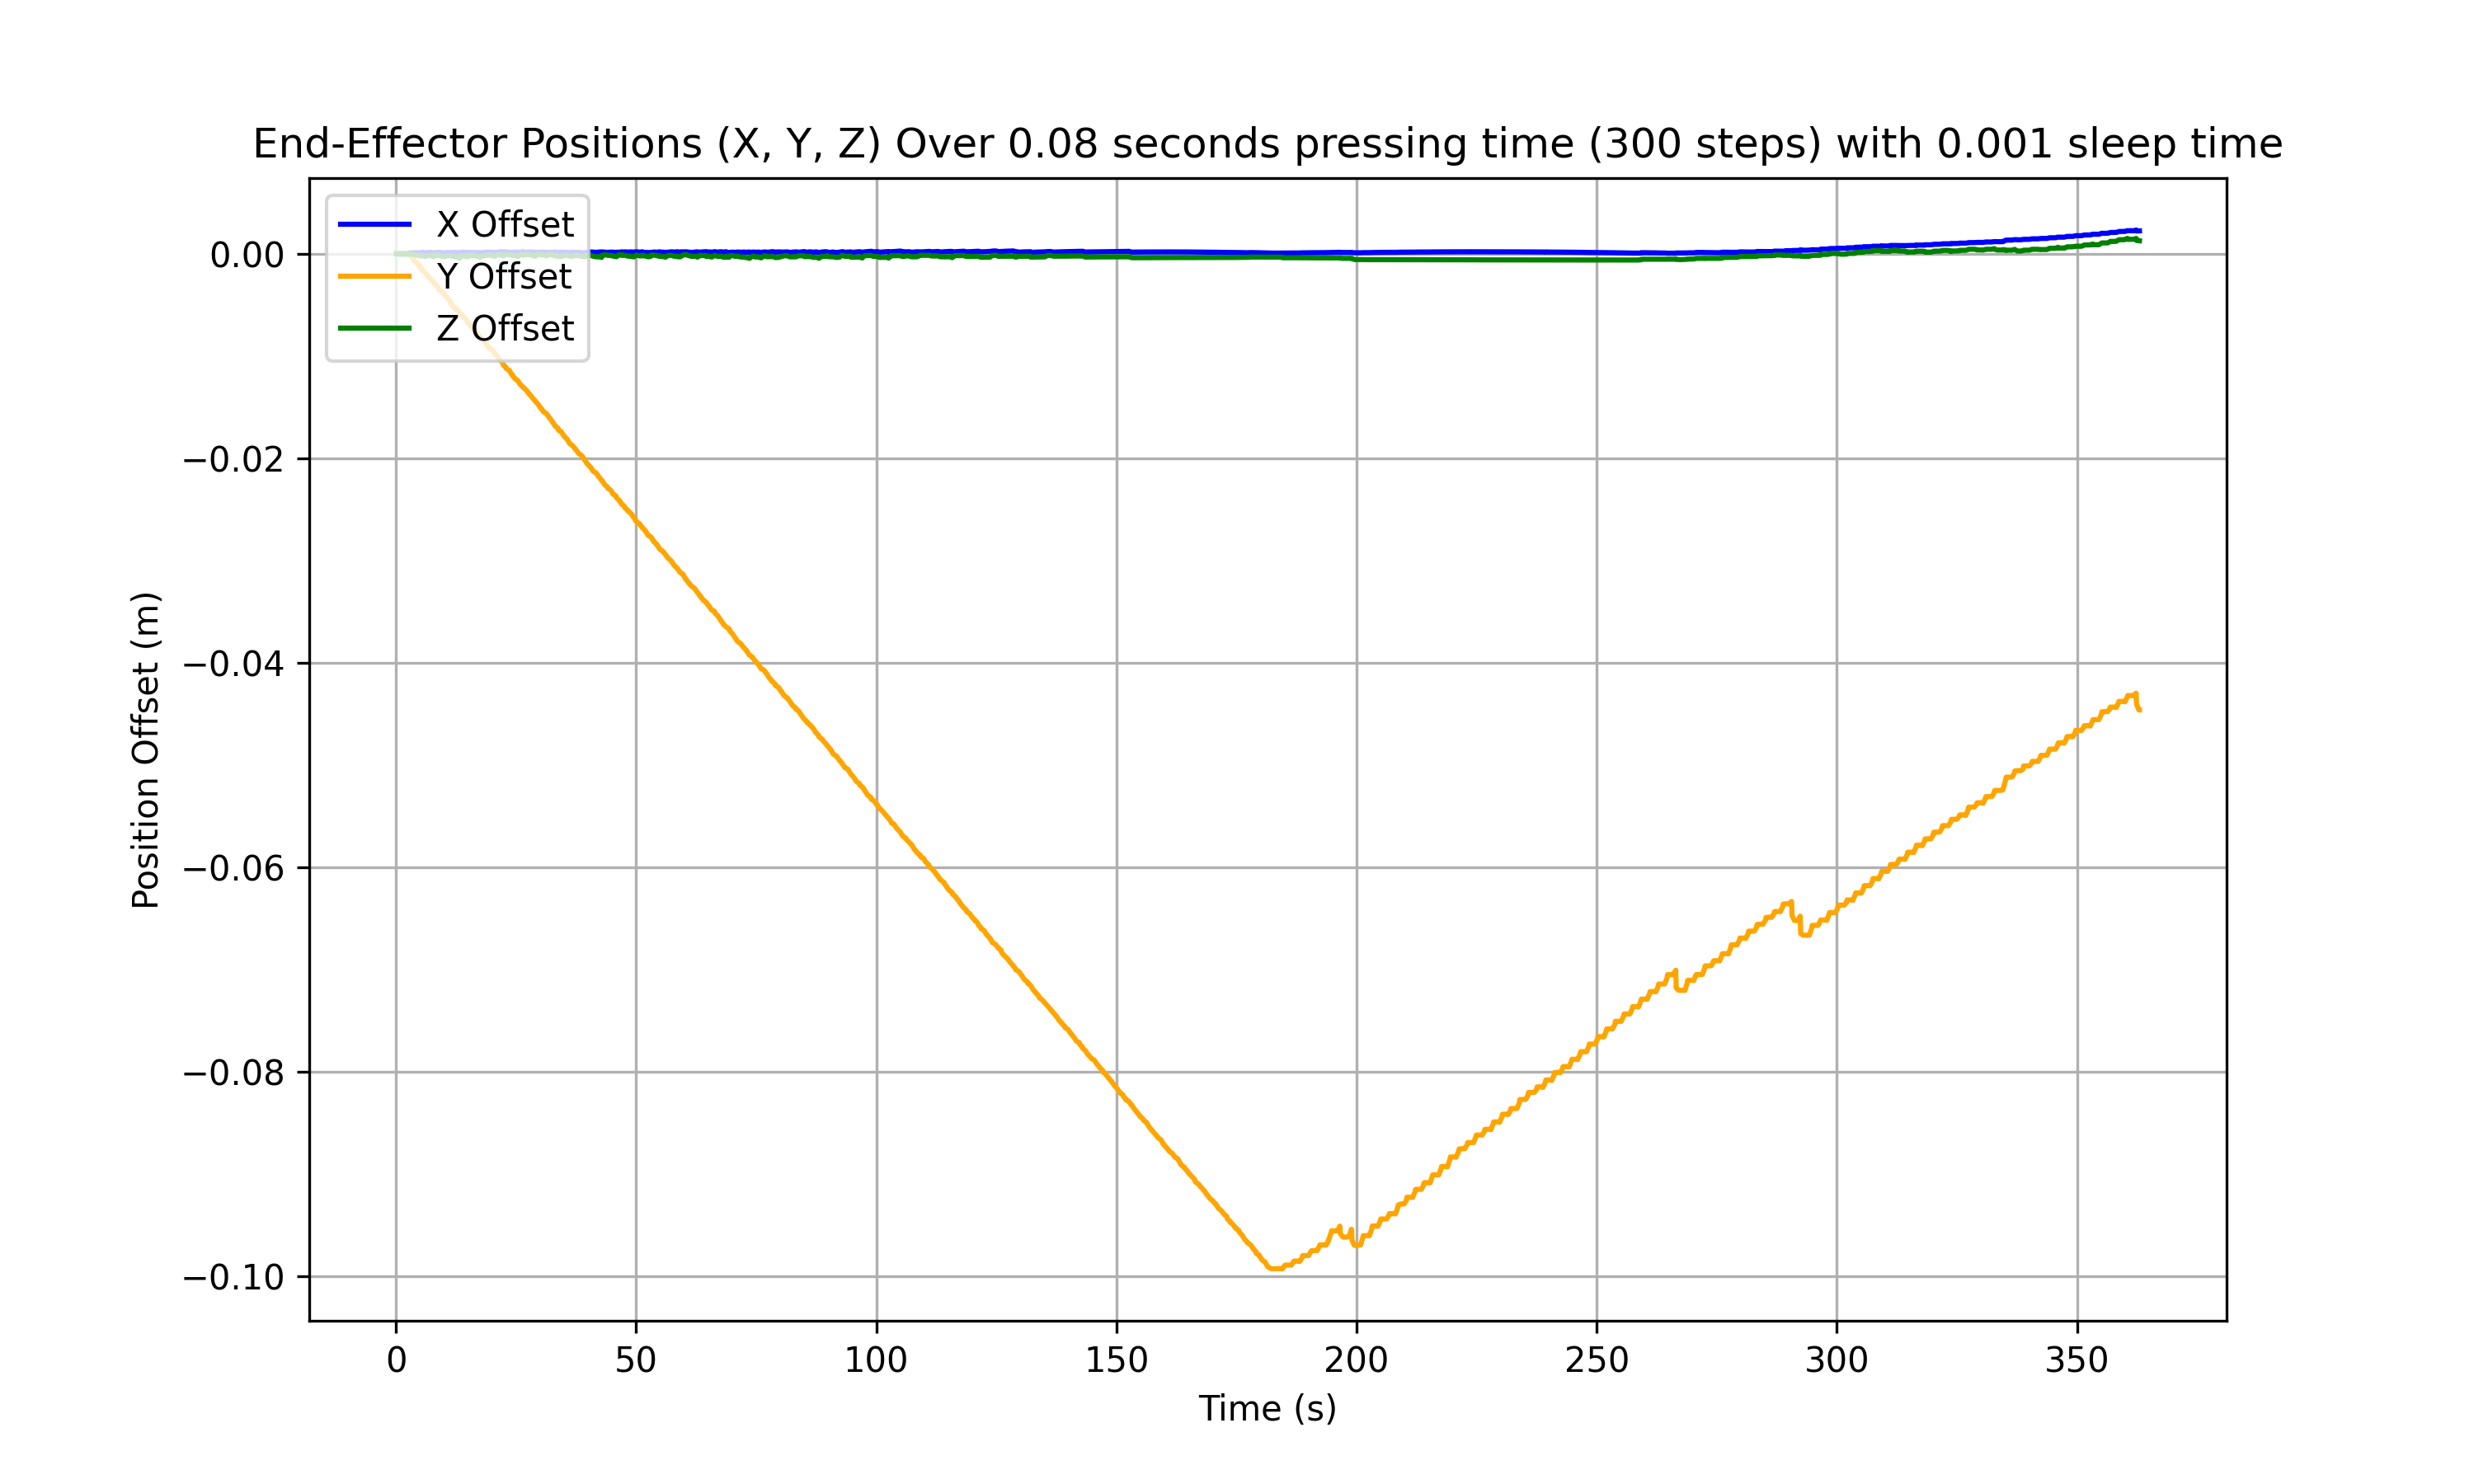 End-Effector Positions (X, Y, Z) Over 0.08 seconds pressing time (300 steps) with 0.001 sleep time
X Offset
Y Offset
Z Offset
0.00
−0.02
−0.04
−0.06
−0.08
−0.10
Position Offset (m)
0 50 100 150 200 250 300 350
Time (s)